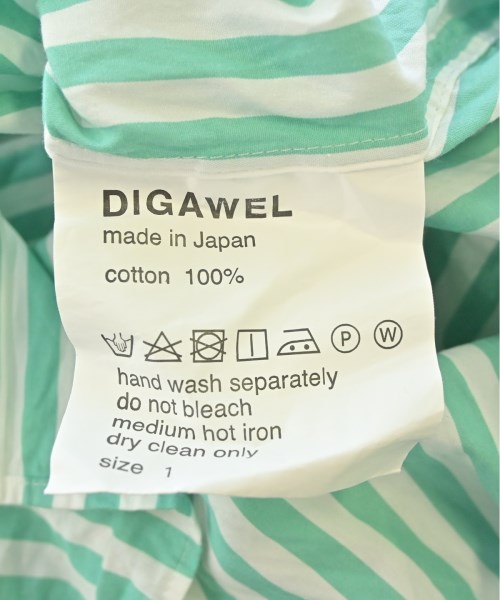 DIGAWEL
made in Japan
cotton 100%
P W
hand wash separately
do not bleach
medium hot iron
dry clean only
size 1